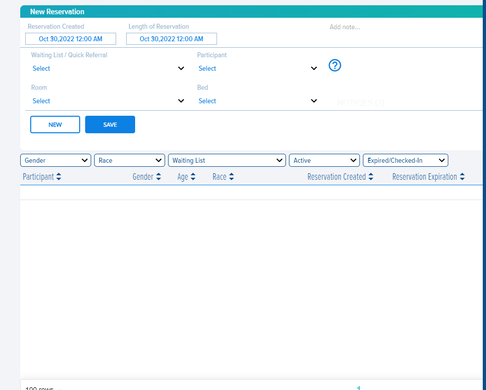 New Reservation
Reservation Created Length of Reservation Add note...
Oct 30,2022 12:00 AM Oct 30,2022 12:00 AM
Waiting List / Quick Referral Participant
Select Select ?
Room Bed
Select Select
NEW SAVE
Gender Race Waiting List Active Expired/Checked-In
Participant Gender Age Race Reservation Created Reservation Expiration
100 rows 1